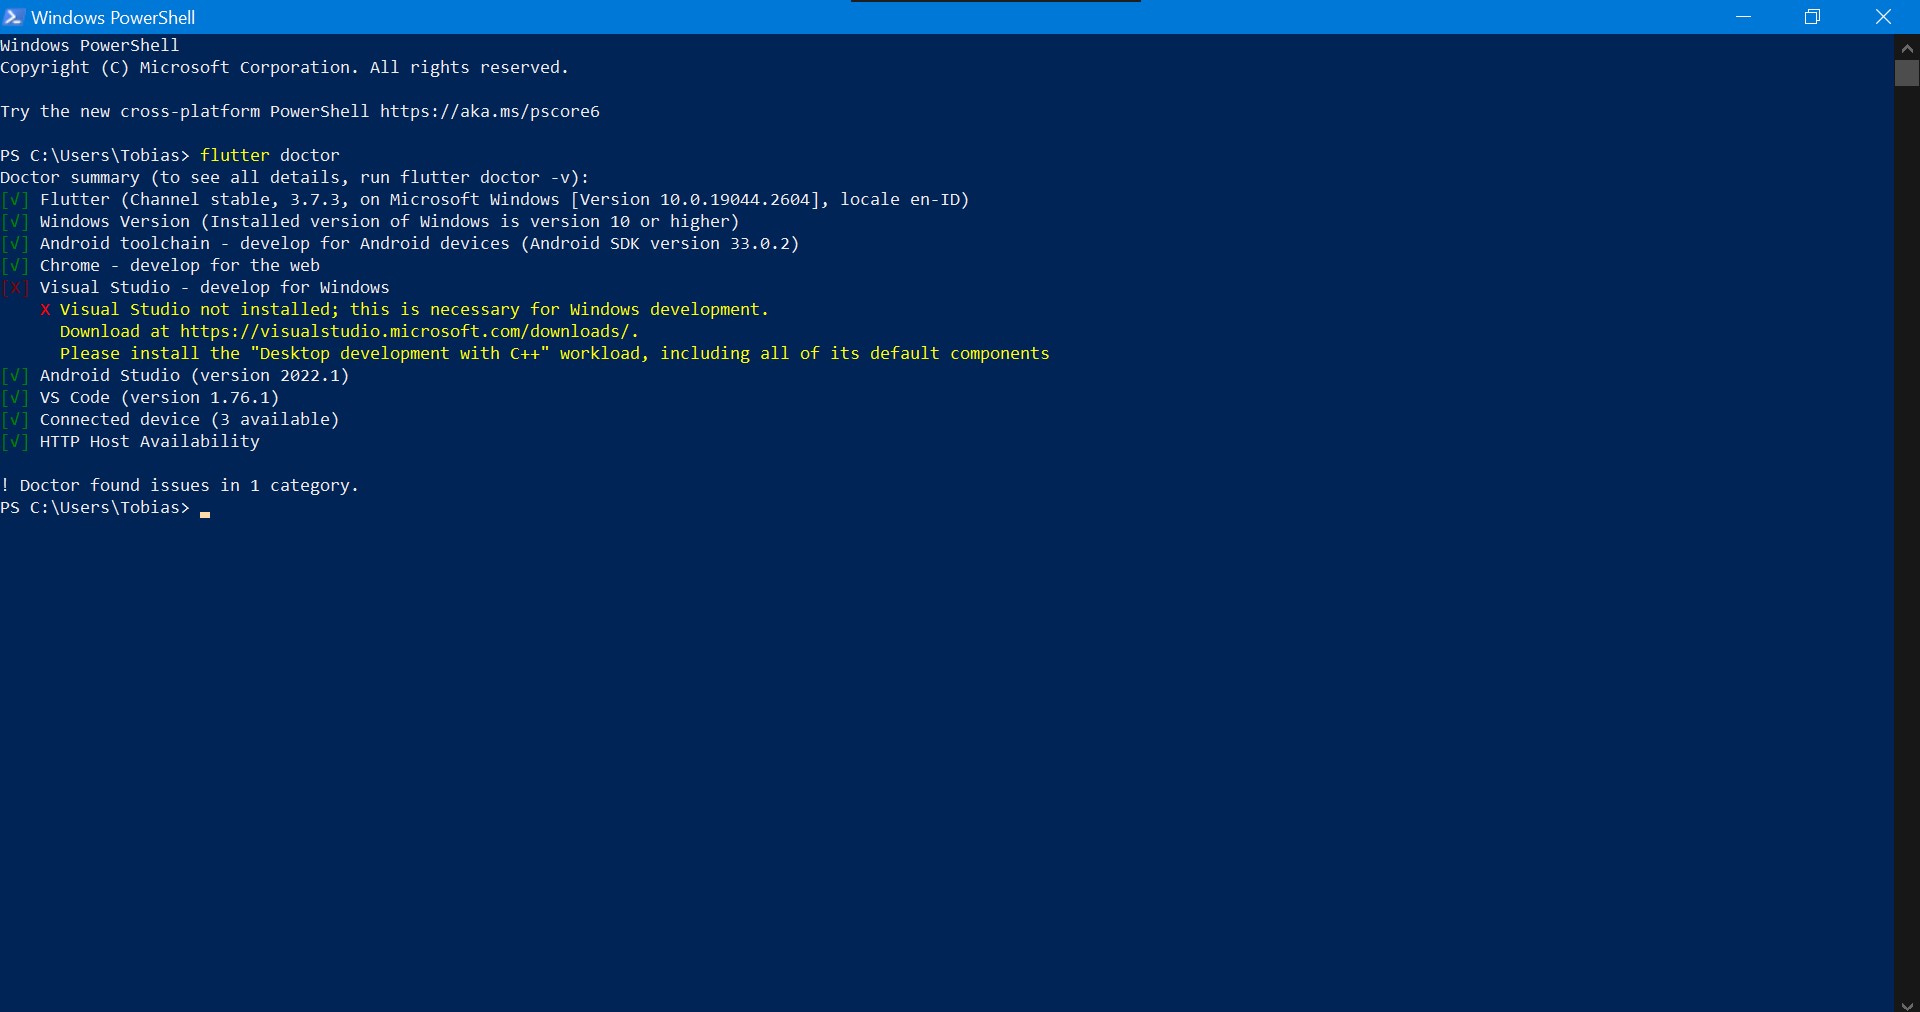 Windows PowerShell
Windows PowerShell
Copyright (C) Microsoft Corporation. All rights reserved.
Try the new cross-platform PowerShell https://aka.ms/pscore6
PS C:\Users\Tobias> flutter doctor
Doctor summary (to see all details, run flutter doctor -v):
[√] Flutter (Channel stable, 3.7.3, on Microsoft Windows [Version 10.0.19044.2604], locale en-ID)
[√] Windows Version (Installed version of Windows is version 10 or higher)
[√] Android toolchain - develop for Android devices (Android SDK version 33.0.2)
[√] Chrome - develop for the web
[X] Visual Studio - develop for Windows
X Visual Studio not installed; this is necessary for Windows development.
Download at https://visualstudio.microsoft.com/downloads/.
Please install the "Desktop development with C++" workload, including all of its default components
[√] Android Studio (version 2022.1)
[√] VS Code (version 1.76.1)
[√] Connected device (3 available)
[√] HTTP Host Availability
! Doctor found issues in 1 category.
PS C:\Users\Tobias>